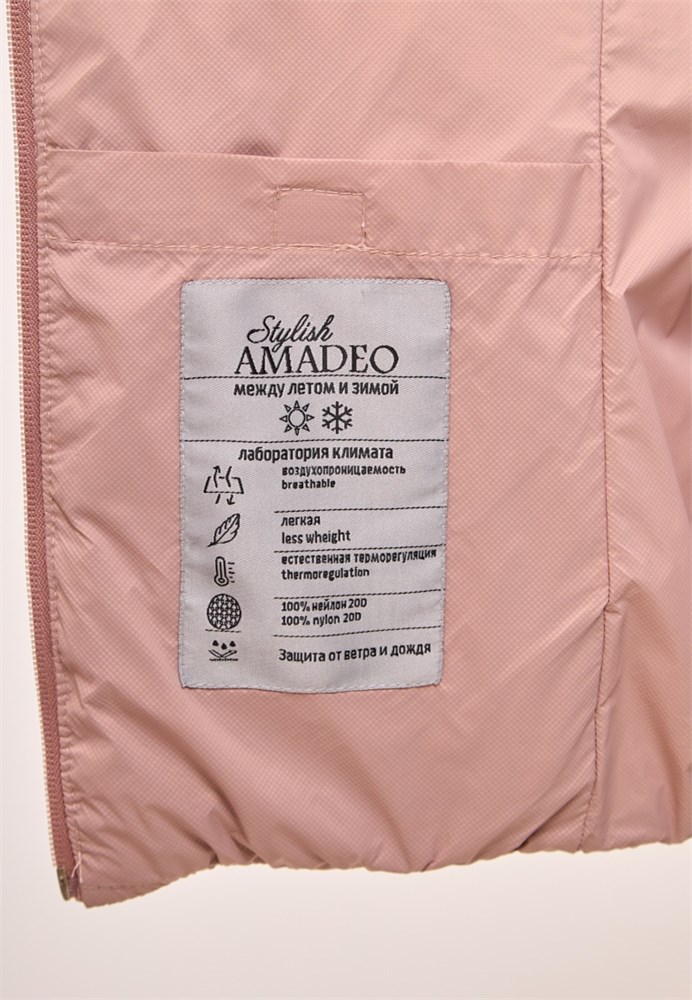 Stylish
AMADEO
между летом и зимой
лаборатория климата
воздухопроницаемость
breathable
легкая
less wheight
естественная терморегуляция
thermoregulation
100% нейлон 20D
100% nylon 20D
Защита от ветра и дождя